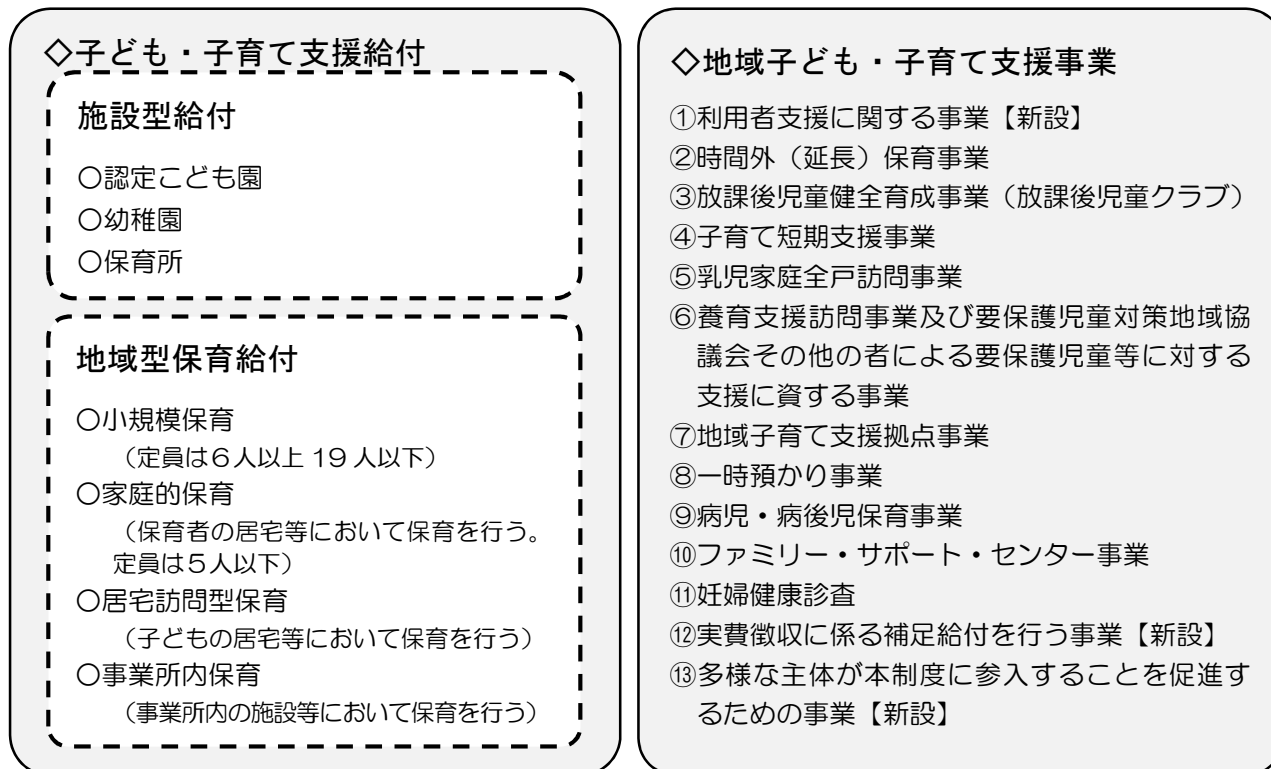 ◇子ども・子育て支援給付
施設型給付
○認定こども園
○幼稚園
○保育所
地域型保育給付
○小規模保育
（定員は６人以上 19 人以下）
○家庭的保育
（保育者の居宅等において保育を行う。
定員は５人以下）
○居宅訪問型保育
（子どもの居宅等において保育を行う）
○事業所内保育
（事業所内の施設等において保育を行う）
◇地域子ども・子育て支援事業
①利用者支援に関する事業【新設】
②時間外（延長）保育事業
③放課後児童健全育成事業（放課後児童クラブ）
④子育て短期支援事業
⑤乳児家庭全戸訪問事業
⑥養育支援訪問事業及び要保護児童対策地域協
議会その他の者による要保護児童等に対する
支援に資する事業
⑦地域子育て支援拠点事業
⑧一時預かり事業
⑨病児・病後児保育事業
⑩ファミリー・サポート・センター事業
⑪妊婦健康診査
⑫実費徴収に係る補足給付を行う事業【新設】
⑬多様な主体が本制度に参入することを促進す
るための事業【新設】